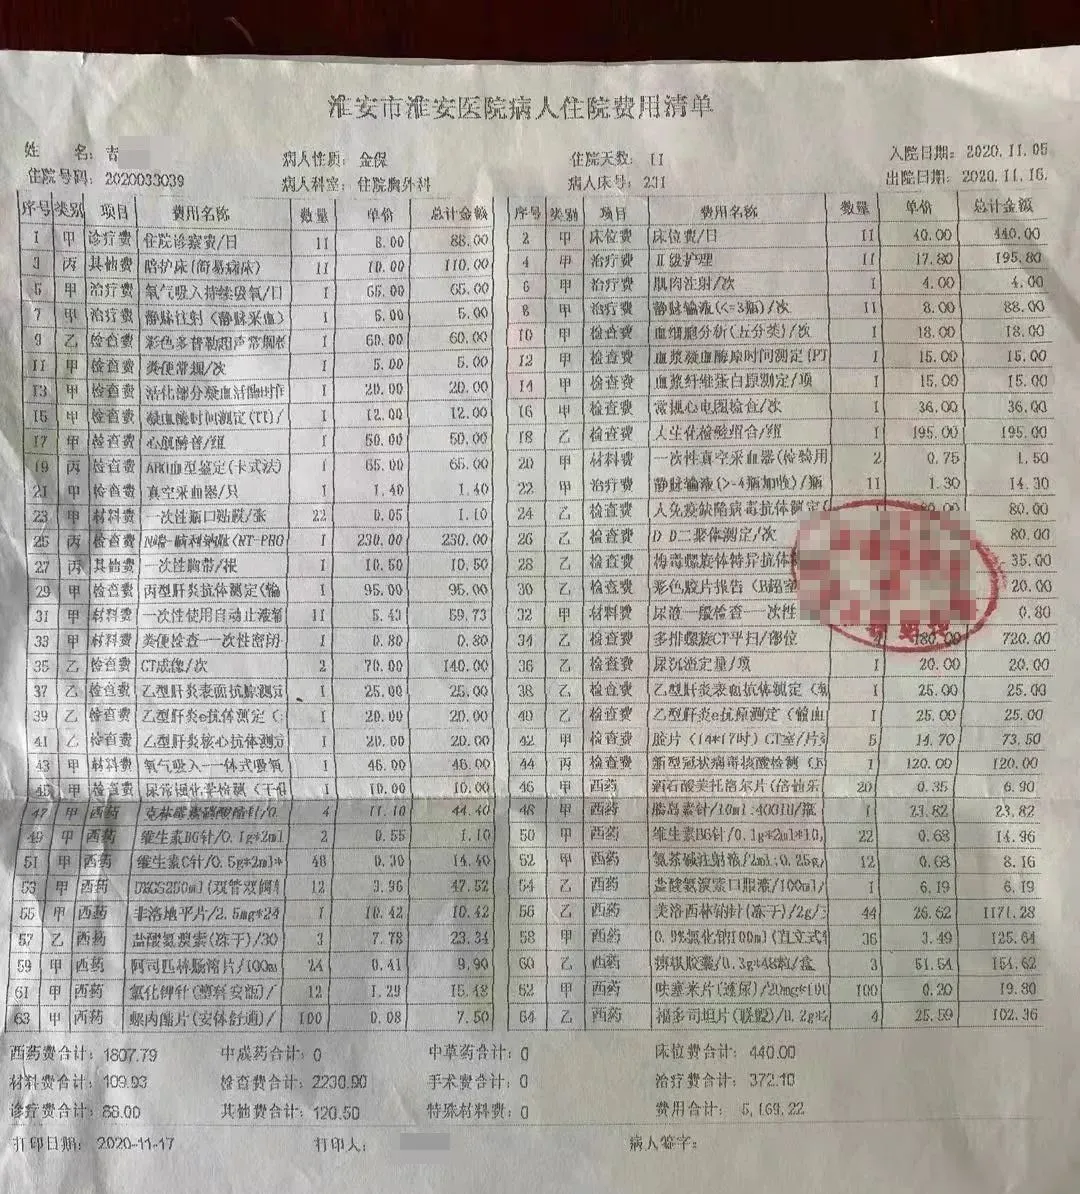 淮安市淮安医院病人住院费用清单
姓 名: 吉 病人性质: 金保 住院天数: 11 入院日期: 2020.11.05
住院号码: 2020033039 病人科室: 住院胸外科 病人床号: 231 出院日期: 2020.11.16.
序号 类别 项目 费用名称 数量 单价 总计金额 序号 类别 项目 费用名称 数量 单价 总计金额
1 甲 诊疗费 住院诊察费/日 11 8.00 88.00 2 甲 床位费 床位费/日 11 40.00 440.00
3 丙 其他费 陪护床(简易病床) 11 10.00 110.00 4 甲 治疗费 Ⅱ级护理 11 17.80 195.80
5 甲 治疗费 氧气吸入持续吸氧/日 1 65.00 65.00 6 甲 治疗费 肌肉注射/次 1 4.00 4.00
7 甲 治疗费 静脉注射(静脉采血) 1 5.00 5.00 8 甲 治疗费 静脉输液(<=3瓶)/次 11 8.00 88.00
9 乙 检查费 彩色多普勒超声常规检 1 60.00 60.00 10 甲 检查费 血细胞分析(五分类)/次 1 18.00 18.00
11 甲 检查费 粪便常规/次 1 5.00 5.00 12 甲 检查费 血浆凝血酶原时间测定(PT 1 15.00 15.00
13 甲 检查费 活化部分凝血活酶时 1 20.00 20.00 14 甲 检查费 血浆纤维蛋白原测定/项 1 15.00 15.00
15 甲 检查费 凝血酶时间测定(TT)/ 1 12.00 12.00 16 甲 检查费 常规心电图检查/次 1 36.00 36.00
17 甲 检查费 心肌酶普/组 1 50.00 50.00 18 乙 检查费 人生化检验组合/组 1 195.00 195.00
19 丙 检查费 ABO血型鉴定(卡式法) 1 65.00 65.00 20 甲 材料费 一次性真空采血器(检验用 2 0.75 1.50
21 甲 检查费 真空采血器/只 1 1.40 1.40 22 甲 治疗费 静脉输液(>-4瓶加收)/瓶 11 1.30 14.30
23 甲 材料费 一次性瓶口贴膜/张 22 0.05 1.10 24 乙 检查费 人免疫缺陷病毒抗体测定( 80.00
25 丙 检查费 N端-脑利钠肽(NT-PRO 1 230.00 230.00 26 乙 检查费 D-D二聚体测定/次 80.00
27 丙 其他费 一次性胸带/根 1 10.50 10.50 28 乙 检查费 梅毒螺旋体特异抗体 35.00
29 甲 检查费 丙型肝炎抗体测定(输 1 95.00 95.00 30 乙 检查费 彩色胶片报告(B超室 20.00
31 甲 材料费 一次性使用自动止液输 11 5.43 59.73 32 甲 材料费 尿液一般检查一次性 0.80
33 甲 材料费 粪便检查一一次性密闭 1 0.80 0.80 34 乙 检查费 多排螺旋CT平扫/部位 4 180.00 720.00
35 乙 检查费 CT成像/次 2 70.00 140.00 36 乙 检查费 尿沉渣定量/项 1 20.00 20.00
37 乙 检查费 乙型肝炎表面抗原测定 1 25.00 25.00 38 乙 检查费 乙型肝炎表面抗体测定 1 25.00 25.00
39 乙 检查费 乙型肝炎e抗体测定( 1 20.00 20.00 40 乙 检查费 乙型肝炎e抗原测定(输血 1 25.00 25.00
41 乙 检查费 乙型肝炎核心抗体测定 1 20.00 20.00 42 甲 检查费 胶片(14*17吋)CT室/片 5 14.70 73.50
43 甲 材料费 氧气吸入一一体式吸氧 1 46.00 46.00 44 丙 检查费 新型冠状病毒核酸检测( 1 120.00 120.00
45 甲 检查费 尿常规化学检测(干 1 10.00 10.00 46 甲 西药 酒石酸美托洛尔片(倍他乐 20 0.35 6.90
47 甲 西药 克林霉素磷酸酯针/0. 4 11.10 44.40 48 甲 西药 胰岛素针/10ml:400IU/瓶 1 23.82 23.82
49 甲 西药 维生素B6针/0.1g*2ml 2 0.55 1.10 50 甲 西药 维生素B6针/0.1g*2ml*10, 22 0.68 14.96
51 甲 西药 维生素C针/0.5g*2ml* 48 0.30 14.40 52 甲 西药 氨茶碱注射液/2ml:0.25g/ 12 0.68 8.16
53 甲 西药 250ml(双管双阀 12 3.96 47.52 54 乙 西药 盐酸氨溴索口服液/100ml/ 1 6.19 6.19
55 甲 西药 非洛地平片/2.5mg*24 1 10.42 10.42 56 乙 西药 美洛西林钠针(冻干)/2g/ 44 26.62 1171.28
57 乙 西药 盐酸氨溴索(冻干)/30 3 7.78 23.34 58 甲 西药 0.9%氯化钠100ml(直立式 36 3.49 125.64
59 甲 西药 阿司匹林肠溶片/100m 24 0.41 9.90 60 乙 西药 胶囊/0.3g*48粒/盒 3 51.54 154.62
61 甲 西药 氯化钾针(塑料安瓿)/ 12 1.29 15.48 62 甲 西药 呋塞米片(速尿)/20mg*100 100 0.20 19.80
63 甲 西药 螺内酯片(安体舒通)/ 100 0.08 7.50 64 乙 西药 福多司坦片 /0.2g* 4 25.59 102.36
西药费合计: 1807.79 中成药合计: 0 中草药合计: 0 床位费合计: 440.00
材料费合计: 109.93 检查费合计: 2230.90 手术费合计: 0 治疗费合计: 372.10
诊疗费合计: 88.00 其他费合计: 120.50 特殊材料费: 0 费用合计: 5,169.22
打印日期: 2020-11-17 打印人: 病人签字: